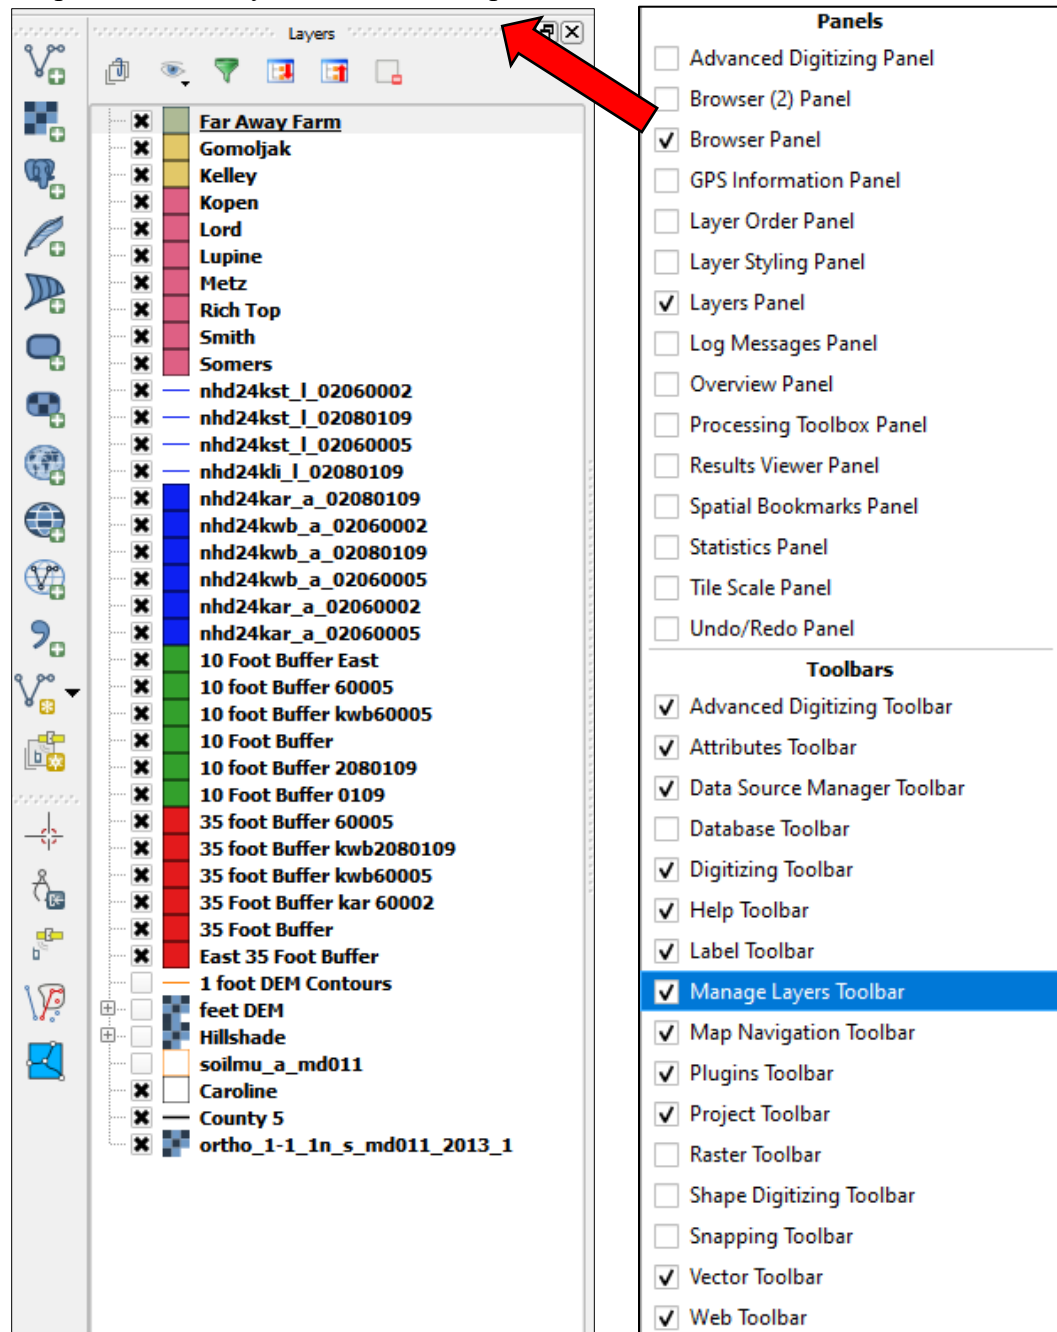 Layers
Far Away Farm
Gomoljak
Kelley
Kopen
Lord
Lupine
Metz
Rich Top
Smith
Somers
nhd24kst_l_02060002
nhd24kst_l_02080109
nhd24kst_l_02060005
nhd24kli_l_02080109
nhd24kar_a_02080109
nhd24kwb_a_02060002
nhd24kwb_a_02080109
nhd24kwb_a_02060005
nhd24kar_a_02060002
nhd24kar_a_02060005
10 Foot Buffer East
10 foot Buffer 60005
10 foot Buffer kwb60005
10 Foot Buffer
10 foot Buffer 2080109
10 Foot Buffer 0109
35 foot Buffer 60005
35 foot Buffer kwb2080109
35 foot Buffer kwb60005
35 Foot Buffer kar 60002
35 Foot Buffer
East 35 Foot Buffer
1 foot DEM Contours
feet DEM
Hillshade
soilmu_a_md011
Caroline
County 5
ortho_1-1_1n_s_md011_2013_1
Panels
Advanced Digitizing Panel
Browser (2) Panel
Browser Panel
GPS Information Panel
Layer Order Panel
Layer Styling Panel
Layers Panel
Log Messages Panel
Overview Panel
Processing Toolbox Panel
Results Viewer Panel
Spatial Bookmarks Panel
Statistics Panel
Tile Scale Panel
Undo/Redo Panel
Toolbars
Advanced Digitizing Toolbar
Attributes Toolbar
Data Source Manager Toolbar
Database Toolbar
Digitizing Toolbar
Help Toolbar
Label Toolbar
Manage Layers Toolbar
Map Navigation Toolbar
Plugins Toolbar
Project Toolbar
Raster Toolbar
Shape Digitizing Toolbar
Snapping Toolbar
Vector Toolbar
Web Toolbar